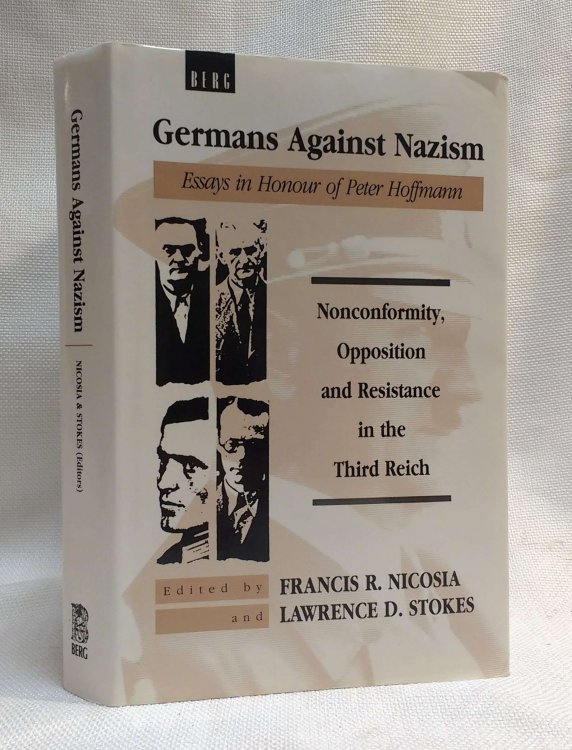 BERG
Germans Against Nazism
Essays in Honour of Peter Hoffmann
Nonconformity,
Opposition
and Resistance
in the
Third Reich
Edited by
and
FRANCIS R. NICOSIA
LAWRENCE D. STOKES
Germans Against Nazism
NICOSIA & STOKES (Editors)
BERG